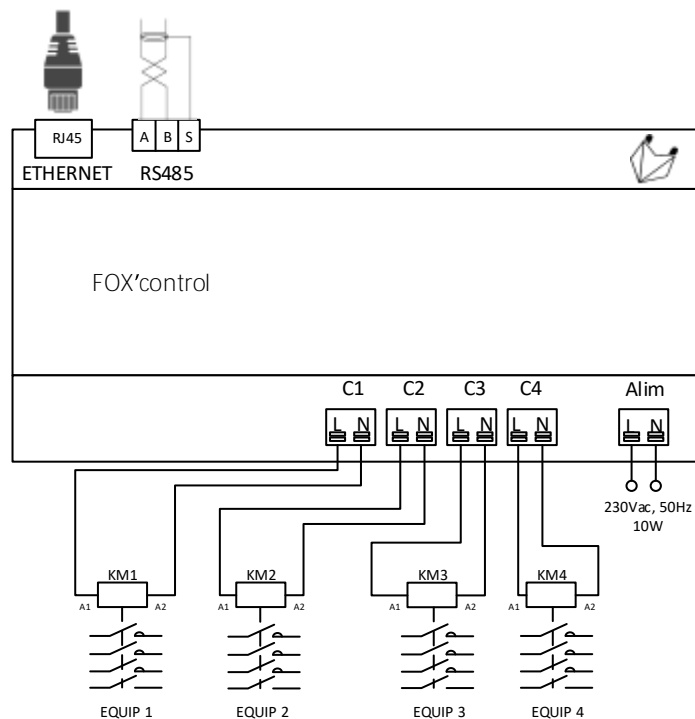 RJ45
A B S
ETHERNET
RS485
FOX'control
C1 C2 C3 C4 Alim
L N L N L N L N L N
230Vac, 50Hz
10W
KM1 KM2 KM3 KM4
A1 A2 A1 A2 A1 A2 A1 A2
EQUIP 1 EQUIP 2 EQUIP 3 EQUIP 4